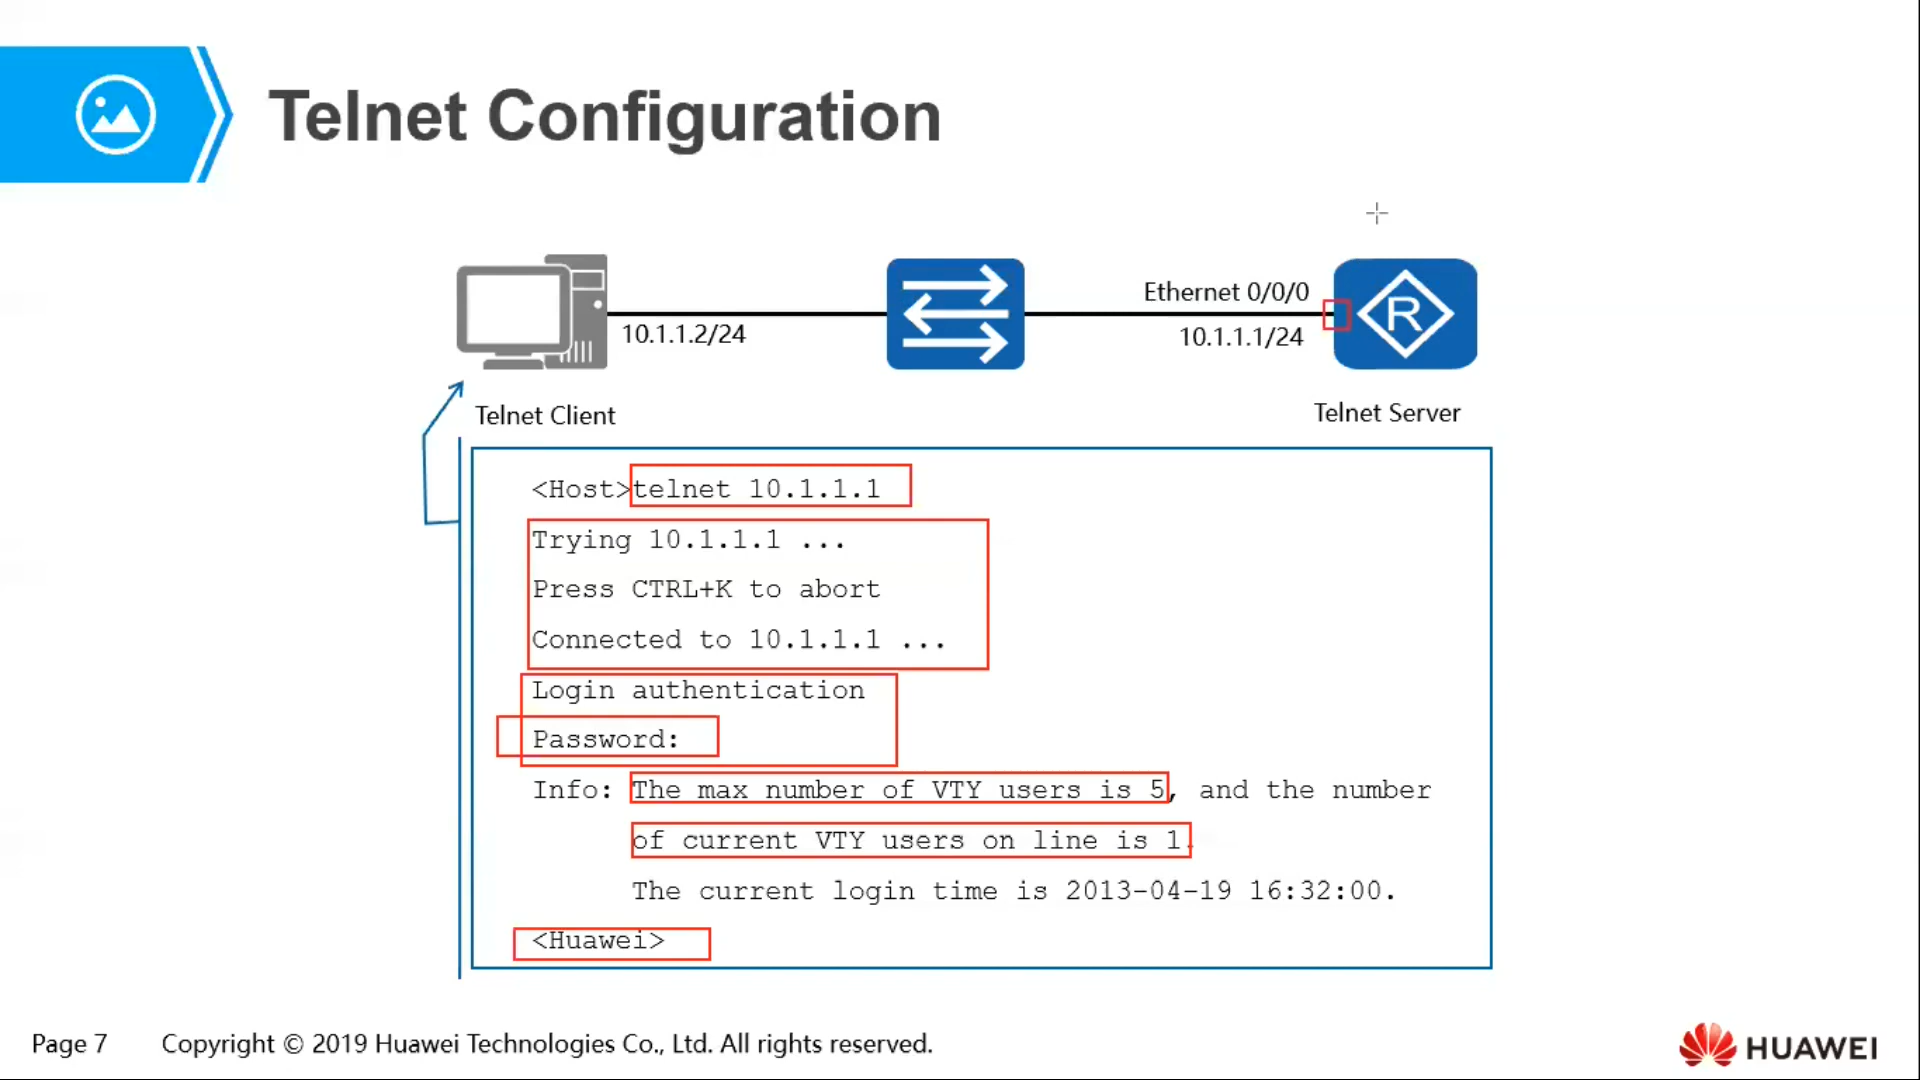 Telnet Configuration
Ethernet 0/0/0
10.1.1.2/24
10.1.1.1/24
R
Telnet Client
Telnet Server
<Host>telnet 10.1.1.1
Trying 10.1.1.1 ...
Press CTRL+K to abort
Connected to 10.1.1.1 ...
Login authentication
Password:
Info: The max number of VTY users is 5, and the number
of current VTY users on line is 1.
The current login time is 2013-04-19 16:32:00.
<Huawei>
Page 7
Copyright © 2019 Huawei Technologies Co., Ltd. All rights reserved.
HUAWEI